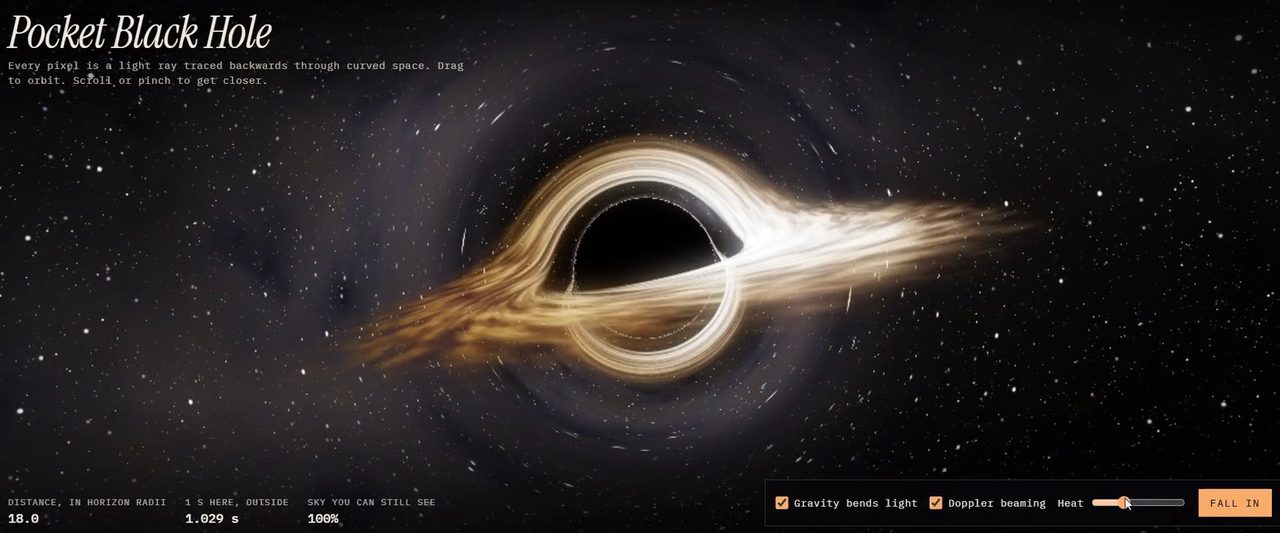 Pocket Black Hole
Every pixel is a light ray traced backwards through curved space. Drag
to orbit. Scroll or pinch to get closer.
DISTANCE, IN HORIZON RADII
18.0
1 S HERE, OUTSIDE
1.029 s
SKY YOU CAN STILL SEE
100%
Gravity bends light
Doppler beaming
Heat
FALL IN